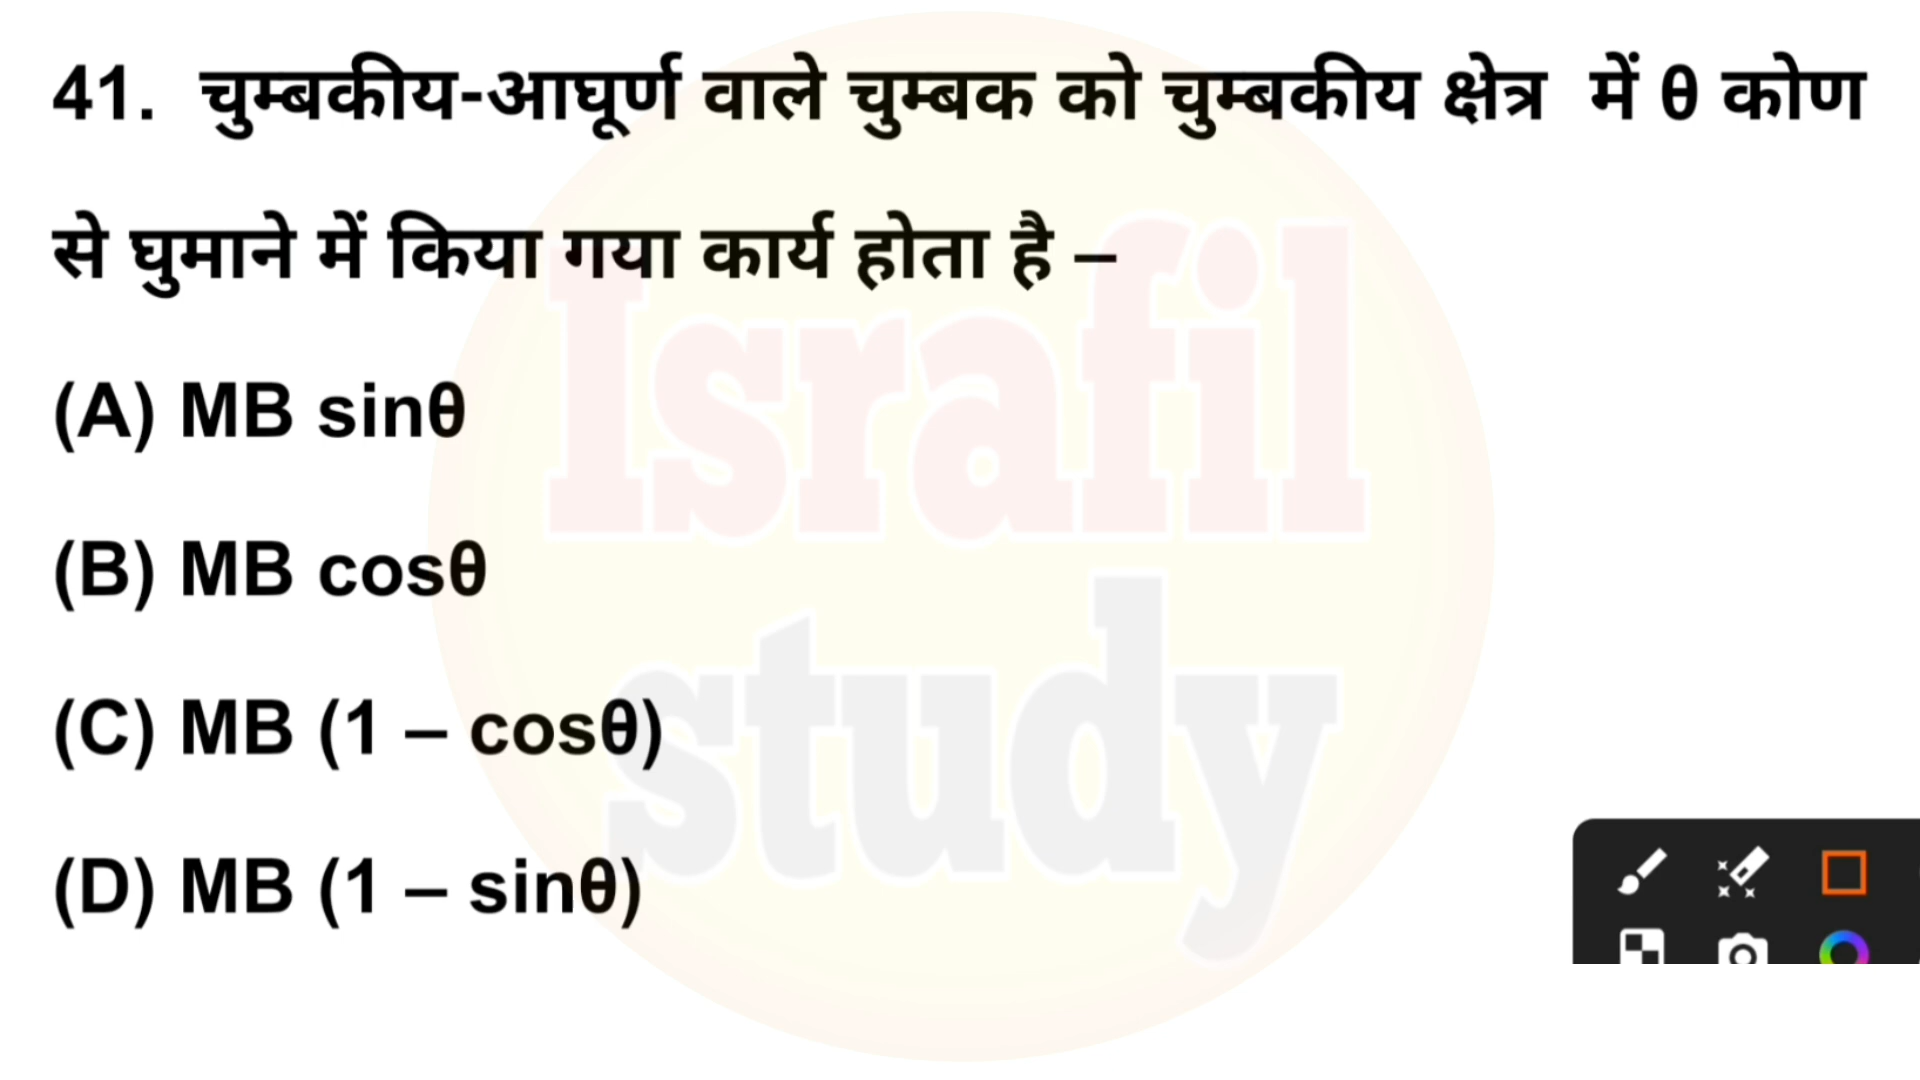 41. चुम्बकीय-आघूर्ण वाले चुम्बक को चुम्बकीय क्षेत्र में θ कोण
से घुमाने में किया गया कार्य होता है –
(A) MB sinθ
(B) MB cosθ
(C) MB (1 – cosθ)
(D) MB (1 – sinθ)
Israfil
study